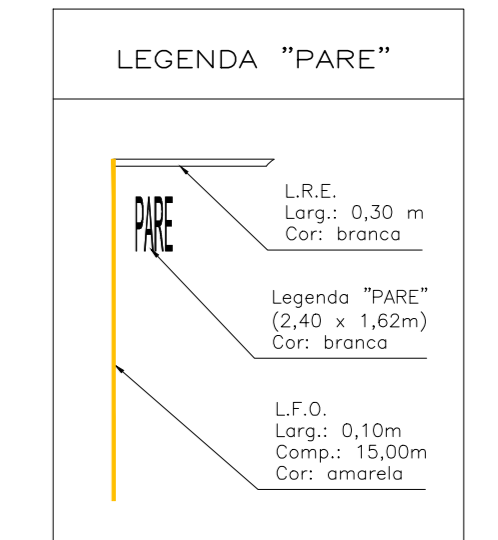 LEGENDA "PARE"
PARE
L.R.E.
Larg.: 0,30 m
Cor: branca
Legenda "PARE"
(2,40 x 1,62m)
Cor: branca
L.F.O.
Larg.: 0,10m
Comp.: 15,00m
Cor: amarela